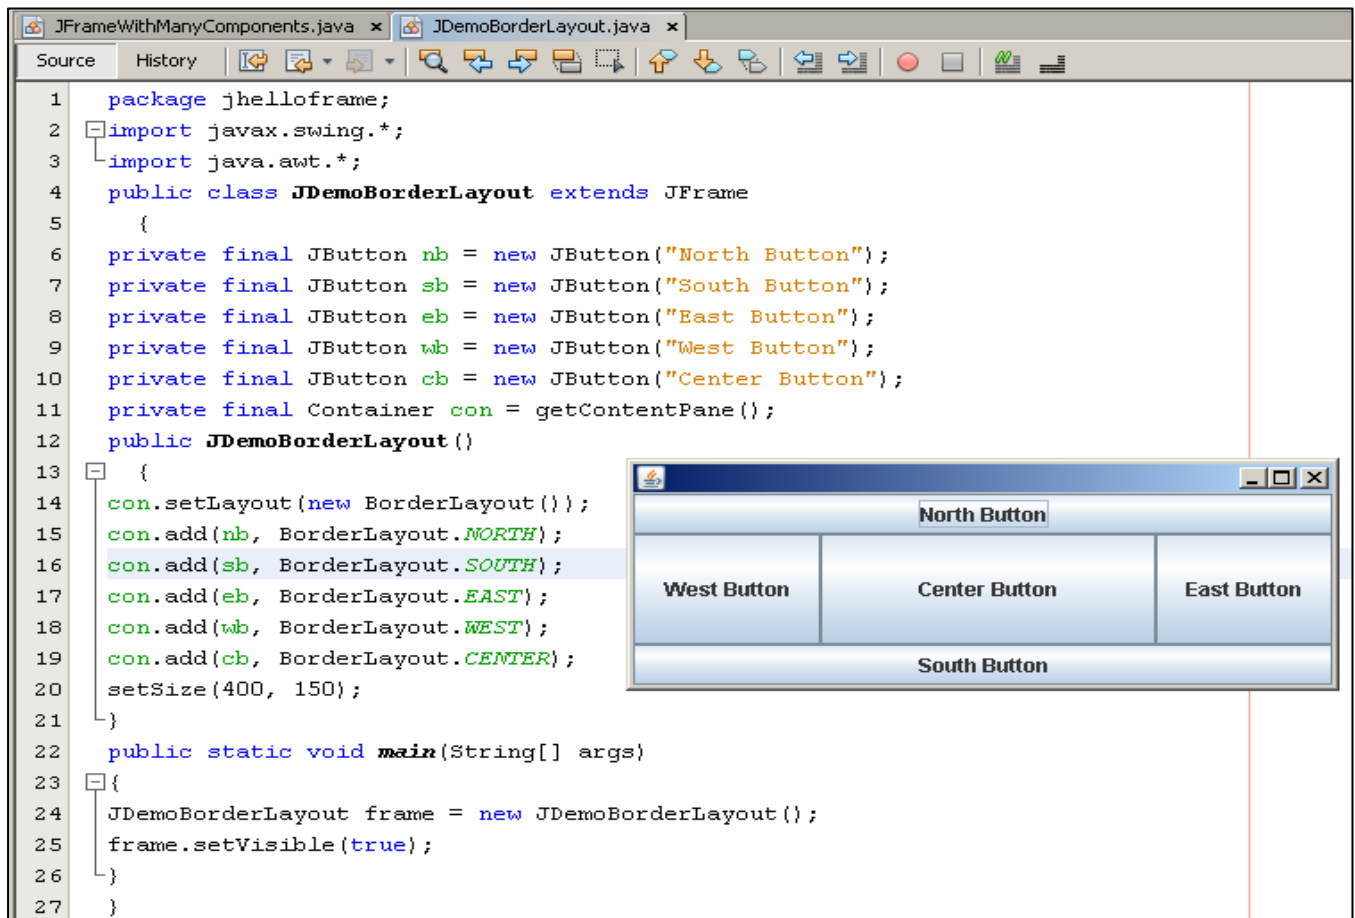 JFrameWithManyComponents.java x JDemoBorderLayout.java x
Source History
1 package jhelloframe;
2 import javax.swing.*;
3 import java.awt.*;
4 public class JDemoBorderLayout extends JFrame
5 {
6 private final JButton nb = new JButton("North Button");
7 private final JButton sb = new JButton("South Button");
8 private final JButton eb = new JButton("East Button");
9 private final JButton wb = new JButton("West Button");
10 private final JButton cb = new JButton("Center Button");
11 private final Container con = getContentPane();
12 public JDemoBorderLayout()
13 {
14 con.setLayout(new BorderLayout());
15 con.add(nb, BorderLayout.NORTH);
16 con.add(sb, BorderLayout.SOUTH);
17 con.add(eb, BorderLayout.EAST);
18 con.add(wb, BorderLayout.WEST);
19 con.add(cb, BorderLayout.CENTER);
20 setSize(400, 150);
21 }
22 public static void main(String[] args)
23 {
24 JDemoBorderLayout frame = new JDemoBorderLayout();
25 frame.setVisible(true);
26 }
27 }
North Button
West Button Center Button East Button
South Button